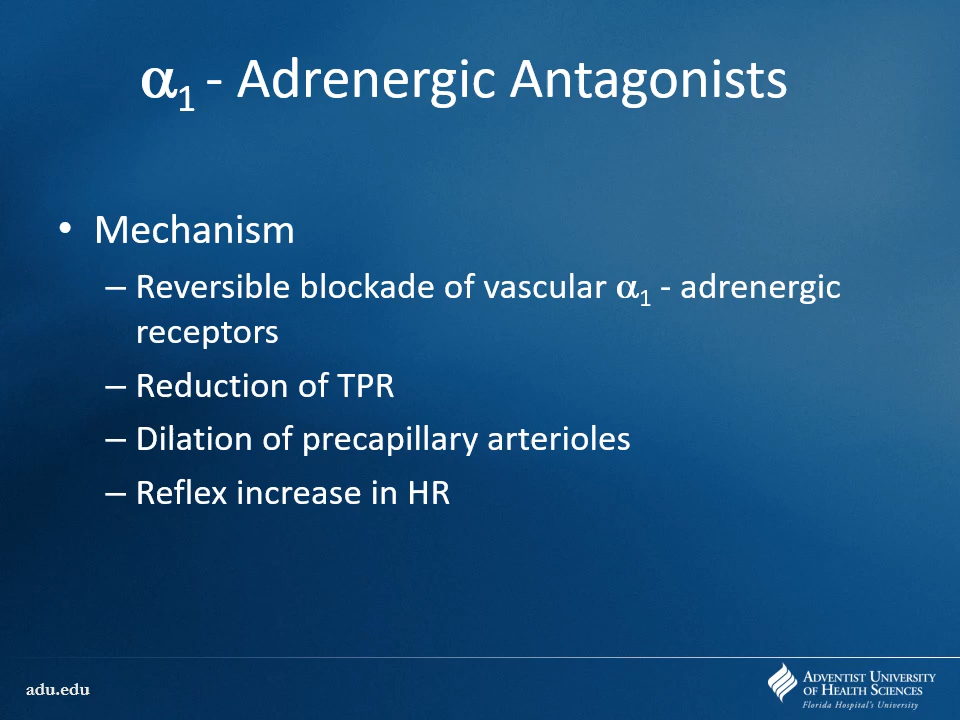 α₁ - Adrenergic Antagonists
• Mechanism
– Reversible blockade of vascular α₁ - adrenergic
receptors
– Reduction of TPR
– Dilation of precapillary arterioles
– Reflex increase in HR
adu.edu
ADVENTIST UNIVERSITY
OF HEALTH SCIENCES
Florida Hospital's University